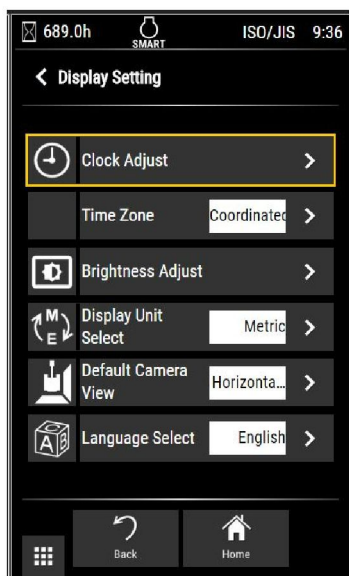 689.0h
SMART
ISO/JIS 9:36
Display Setting
Clock Adjust
Time Zone
Coordinated
Brightness Adjust
M
E
Display Unit
Select
Metric
Default Camera
View
Horizonta...
A B
Language Select
English
Back
Home